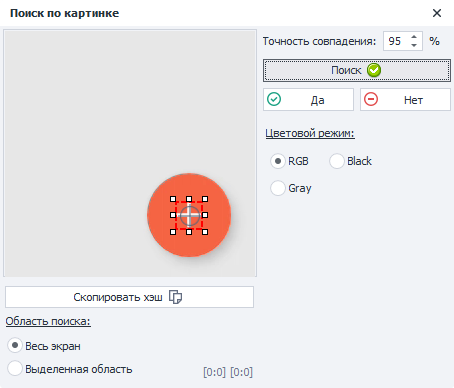 Поиск по картинке
Точность совпадения: 95 %
Поиск
Да
Нет
Цветовой режим:
RGB
Black
Gray
Скопировать хэш
Область поиска:
Весь экран
Выделенная область
[0:0] [0:0]